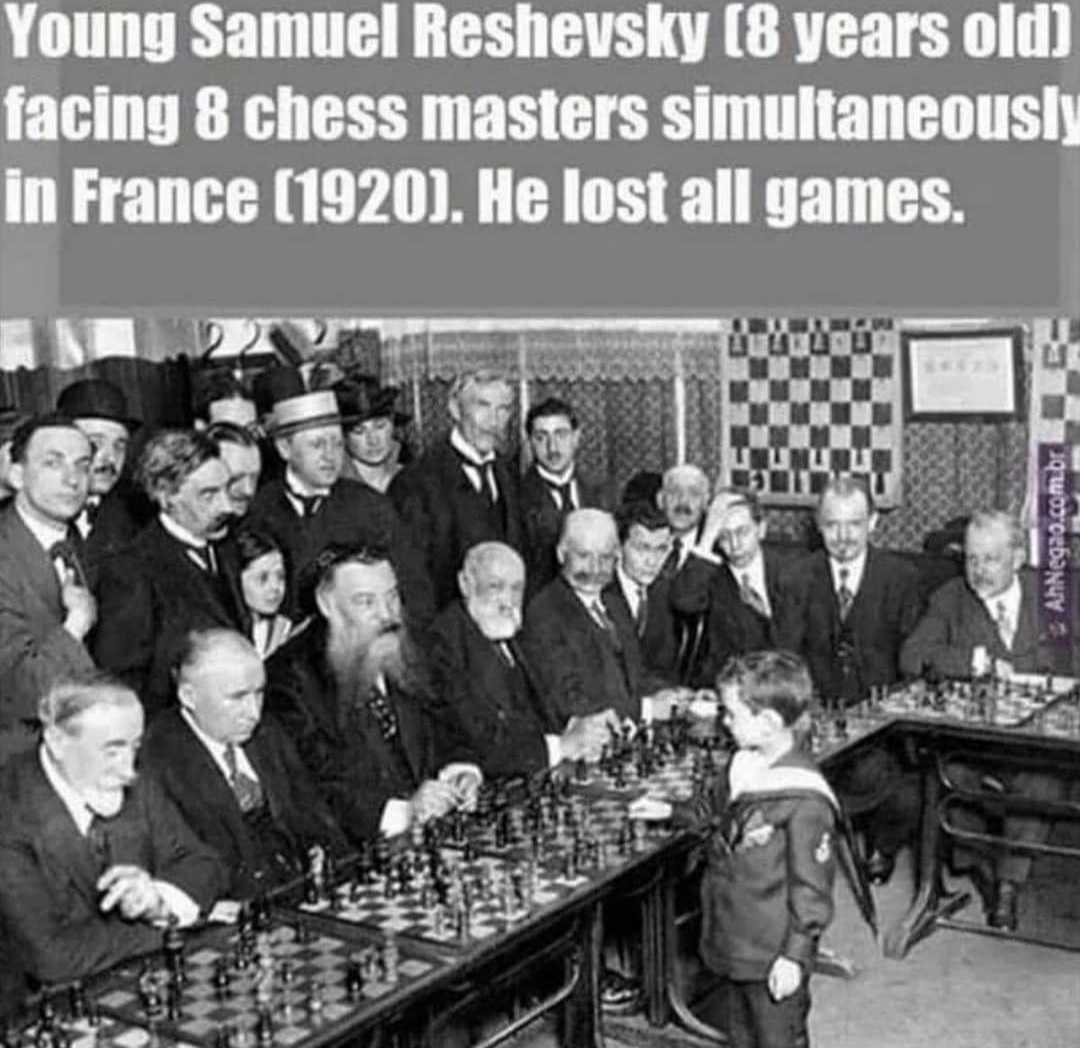 Young Samuel Reshevsky (8 years old)
facing 8 chess masters simultaneously
in France (1920). He lost all games.
AhNegao.com.br